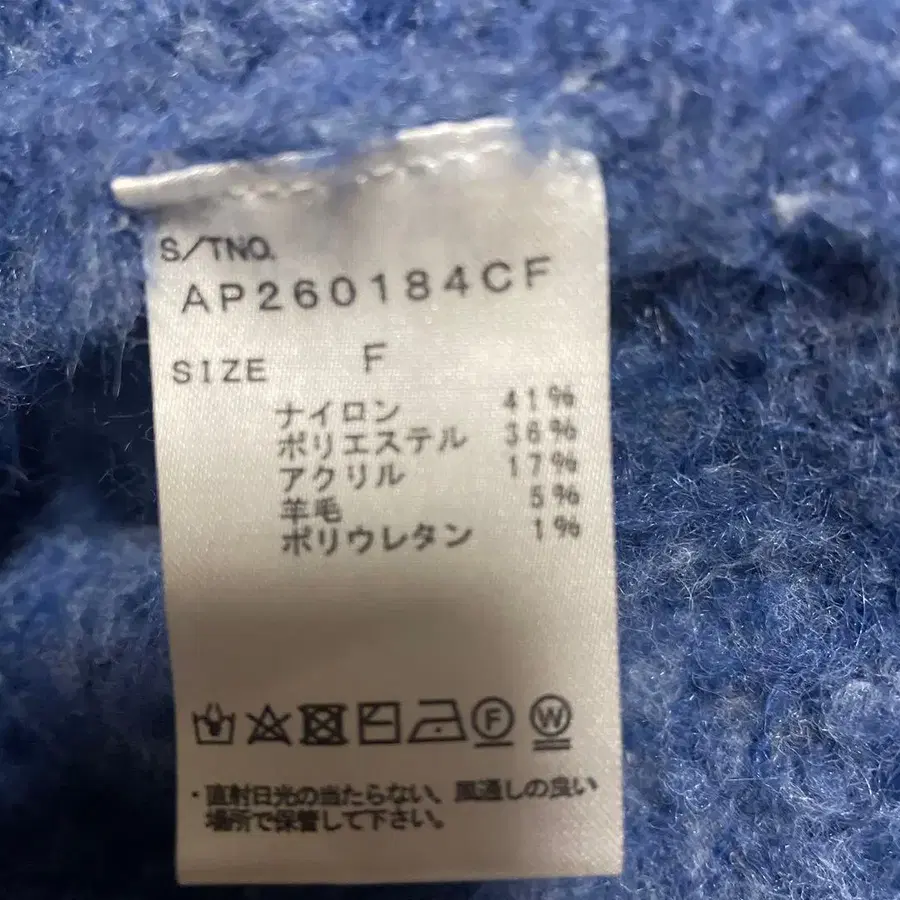 S/TNO.
AP260184CF
SIZE F
ナイロン 41%
ポリエステル 36%
アクリル 17%
羊毛 5%
ポリウレタン 1%
F W
・直射日光の当たらない、風通しの良い
場所で保管して下さい。